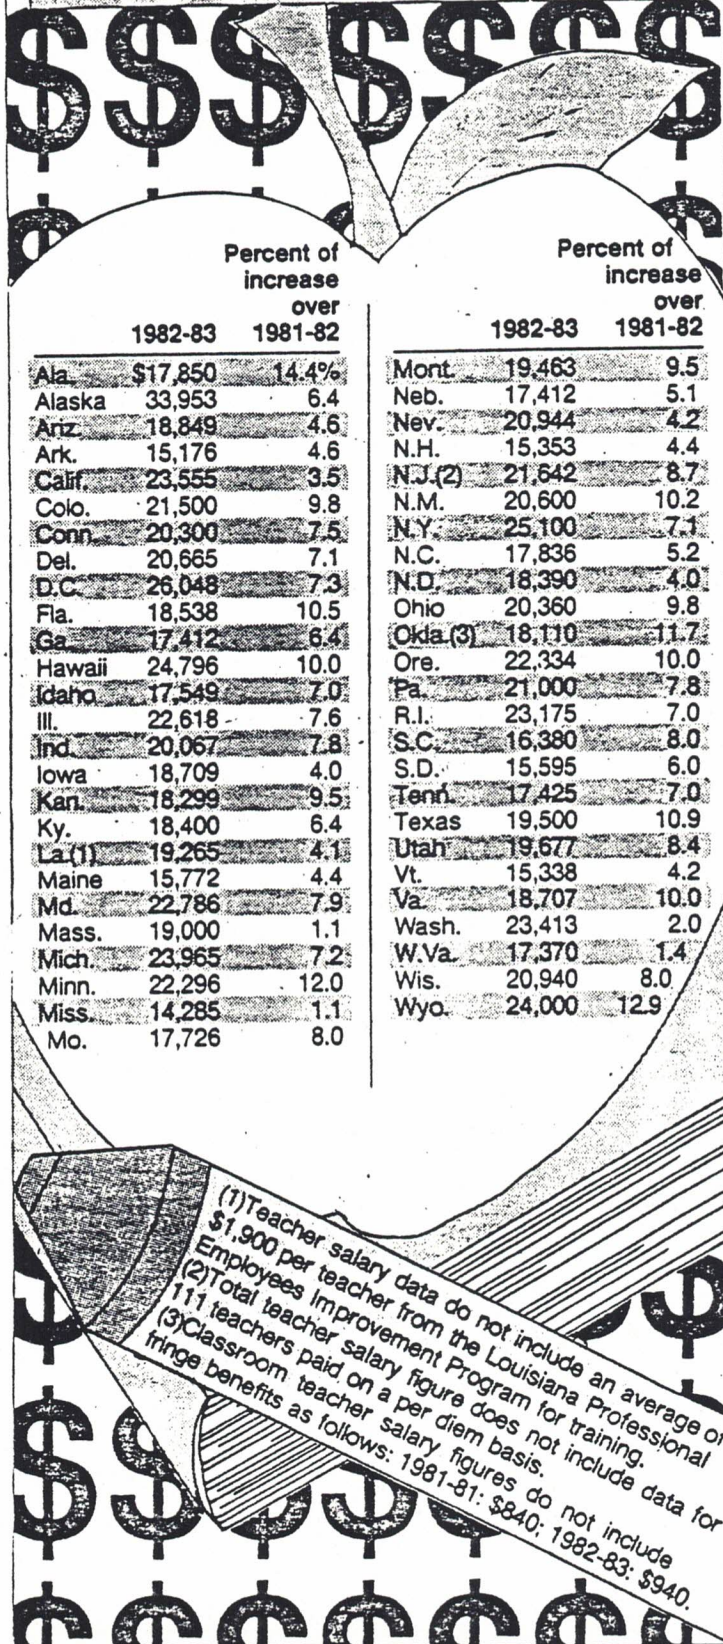 Percent of
increase
over
1982-83 1981-82
Ala. $17,850 14.4%
Alaska 33,953 6.4
Ariz. 18,849 4.6
Ark. 15,176 4.6
Calif. 23,555 3.5
Colo. 21,500 9.8
Conn. 20,300 7.5
Del. 20,665 7.1
D.C. 26,048 7.3
Fla. 18,538 10.5
Ga. 17,412 6.4
Hawaii 24,796 10.0
Idaho 17,549 7.0
Ill. 22,618 7.6
Ind. 20,067 7.8
Iowa 18,709 4.0
Kan. 18,299 9.5
Ky. 18,400 6.4
La.(1) 19,265 4.1
Maine 15,772 4.4
Md. 22,786 7.9
Mass. 19,000 1.1
Mich. 23,965 7.2
Minn. 22,296 12.0
Miss. 14,285 1.1
Mo. 17,726 8.0
Percent of
increase
over
1982-83 1981-82
Mont. 19,463 9.5
Neb. 17,412 5.1
Nev. 20,944 4.2
N.H. 15,353 4.4
N.J.(2) 21,642 8.7
N.M. 20,600 10.2
N.Y. 25,100 7.1
N.C. 17,836 5.2
N.D. 18,390 4.0
Ohio 20,360 9.8
Okla.(3) 18,110 11.7
Ore. 22,334 10.0
Pa. 21,000 7.8
R.I. 23,175 7.0
S.C. 16,380 8.0
S.D. 15,595 6.0
Tenn. 17,425 7.0
Texas 19,500 10.9
Utah 19,677 8.4
Vt. 15,338 4.2
Va. 18,707 10.0
Wash. 23,413 2.0
W.Va. 17,370 1.4
Wis. 20,940 8.0
Wyo. 24,000 12.9
(1)Teacher salary data do not include an average of
$1,900 per teacher from the Louisiana Professional
Employees Improvement Program for training.
(2)Total teacher salary figure does not include data for
111 teachers paid on a per diem basis.
(3)Classroom teacher salary figures do not include
fringe benefits as follows: 1981-81: $840; 1982-83: $940.